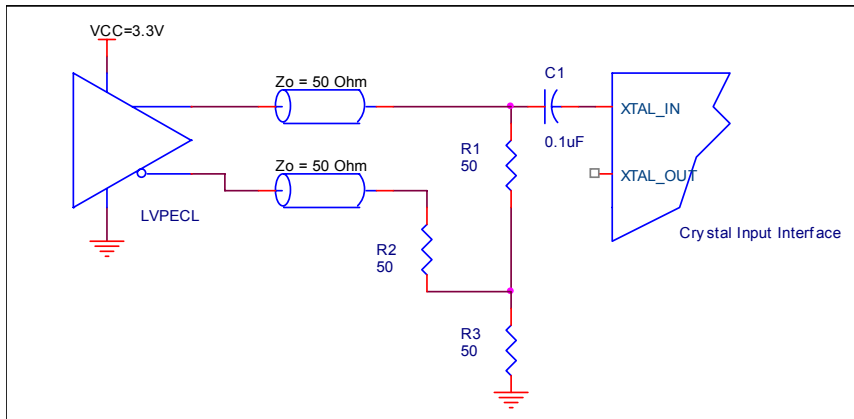 VCC=3.3V
Zo = 50 Ohm
C1
XTAL_IN
0.1uF
R1
50
Zo = 50 Ohm
XTAL_OUT
LVPECL
Crystal Input Interface
R2
50
R3
50